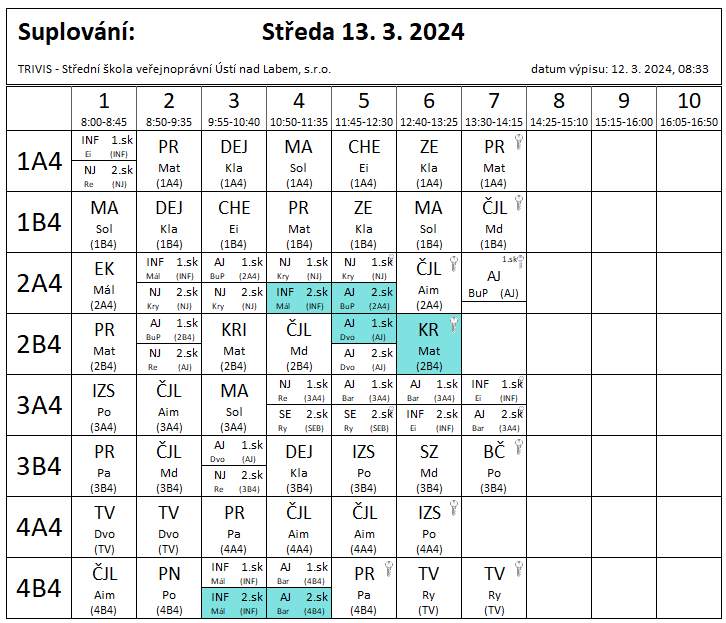 Suplování: Středa 13. 3. 2024
TRIVIS - Střední škola veřejnoprávní Ústí nad Labem, s.r.o. datum výpisu: 12. 3. 2024, 08:33
1 2 3 4 5 6 7 8 9 10
8:00-8:45 8:50-9:35 9:55-10:40 10:50-11:35 11:45-12:30 12:40-13:25 13:30-14:15 14:25-15:10 15:15-16:00 16:05-16:50
1A4
INF 1.sk
Ei (INF)
NJ 2.sk
Re (NJ)
PR
Mat
(1A4)
DEJ
Kla
(1A4)
MA
Sol
(1A4)
CHE
Ei
(1A4)
ZE
Kla
(1A4)
PR
Mat
(1A4)
1B4
MA
Sol
(1B4)
DEJ
Kla
(1B4)
CHE
Ei
(1B4)
PR
Mat
(1B4)
ZE
Kla
(1B4)
MA
Sol
(1B4)
ČJL
Md
(1B4)
2A4
EK
Mál
(2A4)
INF 1.sk
Mál (INF)
NJ 2.sk
Kry (NJ)
AJ 1.sk
BuP (2A4)
NJ 2.sk
Kry (NJ)
NJ 1.sk
Kry (NJ)
INF 2.sk
Mál (INF)
NJ 1.sk
Kry (NJ)
AJ 2.sk
BuP (2A4)
ČJL
Aim
(2A4)
1.sk
AJ
BuP (AJ)
2B4
PR
Mat
(2B4)
AJ 1.sk
BuP (2B4)
NJ 2.sk
Re (AJ)
KRI
Mat
(2B4)
ČJL
Md
(2B4)
AJ 1.sk
Dvo (AJ)
AJ 2.sk
Dvo (AJ)
KR
Mat
(2B4)
3A4
IZS
Po
(3A4)
ČJL
Aim
(3A4)
MA
Sol
(3A4)
NJ 1.sk
Re (3A4)
SE 2.sk
Ry (SEB)
AJ 1.sk
Bar (3A4)
SE 2.sk
Ry (SEB)
AJ 1.sk
Bar (3A4)
INF 2.sk
Ei (INF)
INF 1.sk
Ei (INF)
AJ 2.sk
Bar (3A4)
3B4
PR
Pa
(3B4)
ČJL
Md
(3B4)
AJ 1.sk
Dvo (AJ)
NJ 2.sk
Re (3B4)
DEJ
Kla
(3B4)
IZS
Po
(3B4)
SZ
Md
(3B4)
BČ
Po
(3B4)
4A4
TV
Dvo
(TV)
TV
Dvo
(TV)
PR
Pa
(4A4)
ČJL
Aim
(4A4)
ČJL
Aim
(4A4)
IZS
Po
(4A4)
4B4
ČJL
Aim
(4B4)
PN
Po
(4B4)
INF 1.sk
Mál (INF)
INF 2.sk
Mál (INF)
AJ 1.sk
Bar (4B4)
AJ 2.sk
Bar (4B4)
PR
Pa
(4B4)
TV
Ry
(TV)
TV
Ry
(TV)